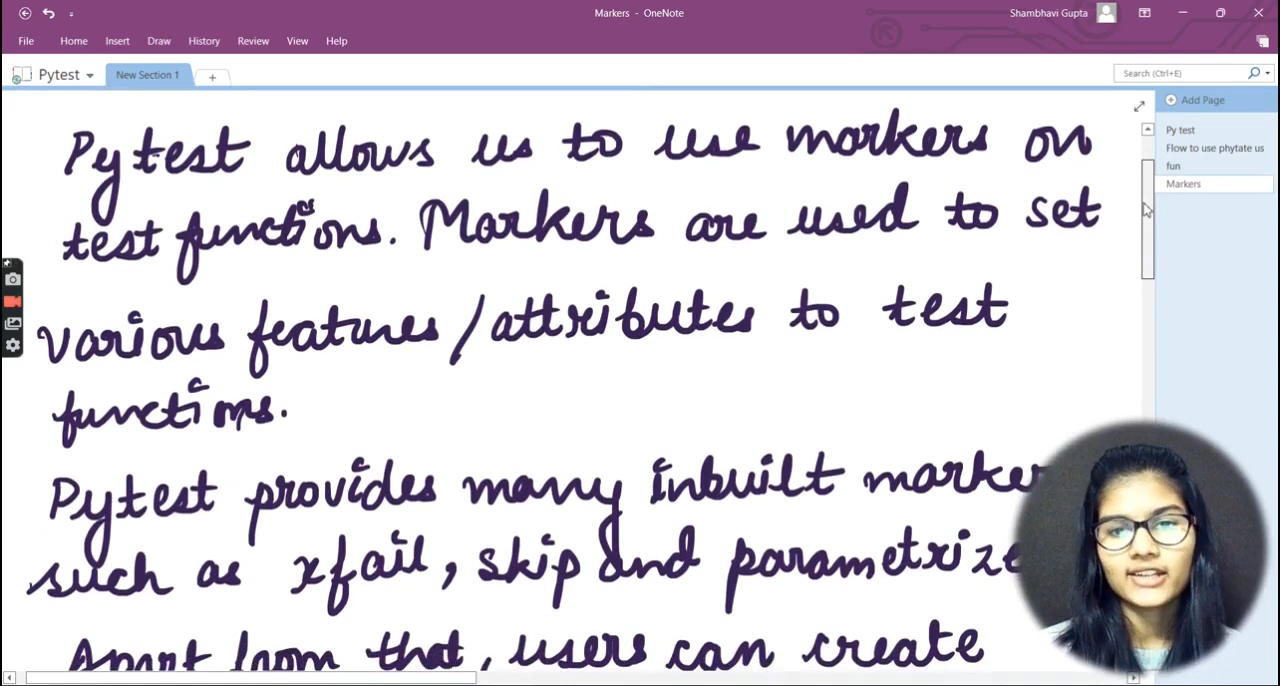 Markers - OneNote
Shambhavi Gupta
File Home Insert Draw History Review View Help
Pytest
New Section 1
+
Search (Ctrl+E)
Add Page
Py test
Flow to use phytate us
fun
Markers
Pytest allows us to use markers on
test functions. Markers are used to set
various features/attributes to test
functions.
Pytest provides many inbuilt marke
such as xfail, skip and parametrize
Apart from that, users can create